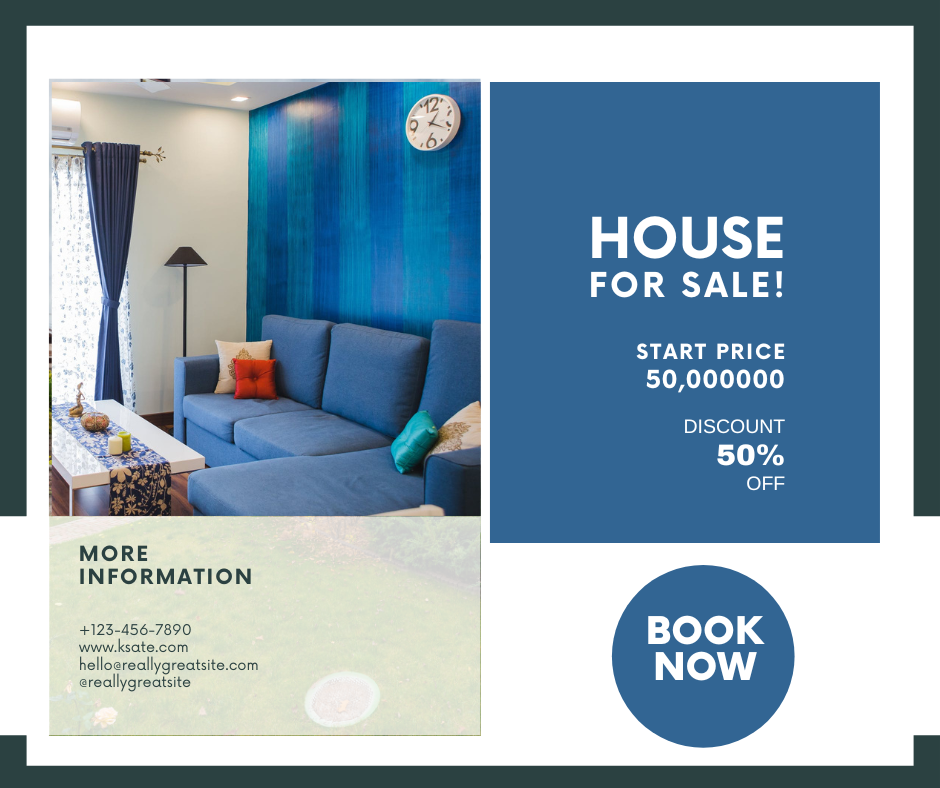 HOUSE
FOR SALE!
START PRICE
50,000000
DISCOUNT
50%
OFF
MORE
INFORMATION
+123-456-7890
www.ksate.com
hello@reallygreatsite.com
@reallygreatsite
BOOK
NOW